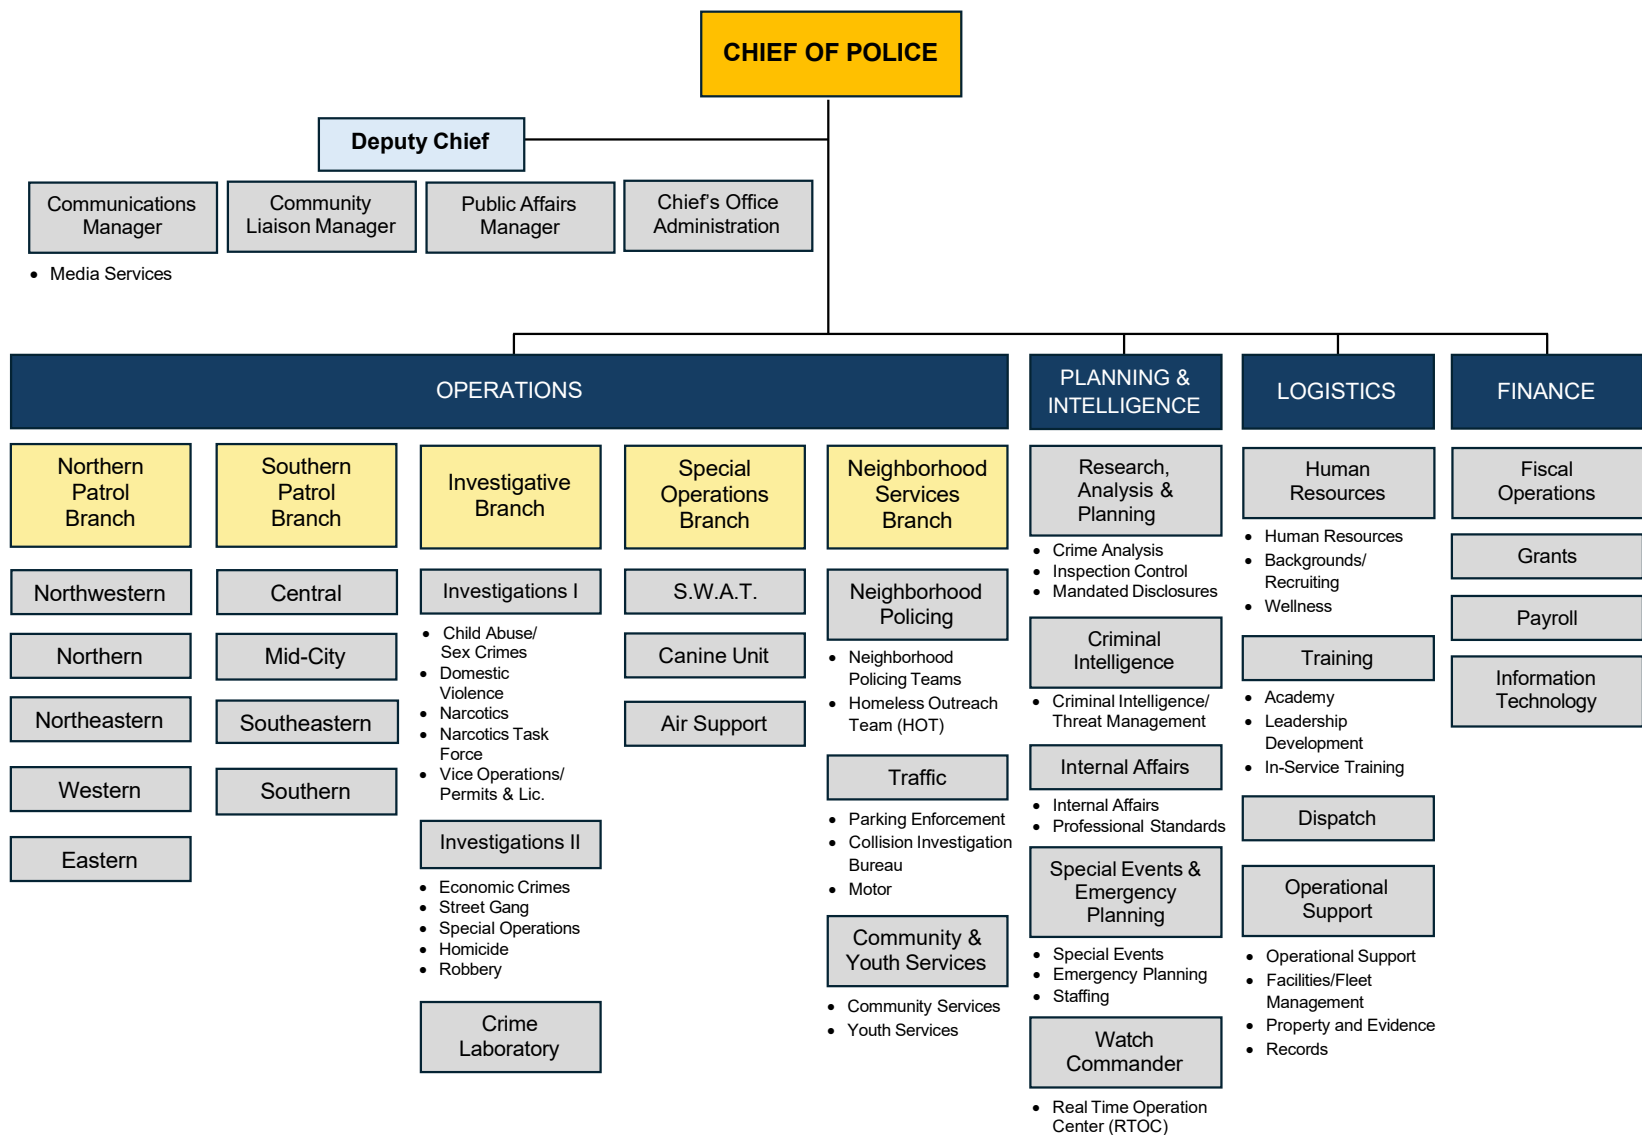 CHIEF OF POLICE
Deputy Chief
Communications
Manager
• Media Services
Community
Liaison Manager
Public Affairs
Manager
Chief's Office
Administration
OPERATIONS
Northern
Patrol
Branch
Northwestern
Northern
Northeastern
Western
Eastern
Southern
Patrol
Branch
Central
Mid-City
Southeastern
Southern
Investigative
Branch
Investigations I
• Child Abuse/
Sex Crimes
• Domestic
Violence
• Narcotics
• Narcotics Task
Force
• Vice Operations/
Permits & Lic.
Investigations II
• Economic Crimes
• Street Gang
• Special Operations
• Homicide
• Robbery
Crime
Laboratory
Special
Operations
Branch
S.W.A.T.
Canine Unit
Air Support
Neighborhood
Services
Branch
Neighborhood
Policing
• Neighborhood
Policing Teams
• Homeless Outreach
Team (HOT)
Traffic
• Parking Enforcement
• Collision Investigation
Bureau
• Motor
Community &
Youth Services
• Community Services
• Youth Services
PLANNING &
INTELLIGENCE
Research,
Analysis &
Planning
• Crime Analysis
• Inspection Control
• Mandated Disclosures
Criminal
Intelligence
• Criminal Intelligence/
Threat Management
Internal Affairs
• Internal Affairs
• Professional Standards
Special Events &
Emergency
Planning
• Special Events
• Emergency Planning
• Staffing
Watch
Commander
• Real Time Operation
Center (RTOC)
LOGISTICS
Human
Resources
• Human Resources
• Backgrounds/
Recruiting
• Wellness
Training
• Academy
• Leadership
Development
• In-Service Training
Dispatch
Operational
Support
• Operational Support
• Facilities/Fleet
Management
• Property and Evidence
• Records
FINANCE
Fiscal
Operations
Grants
Payroll
Information
Technology